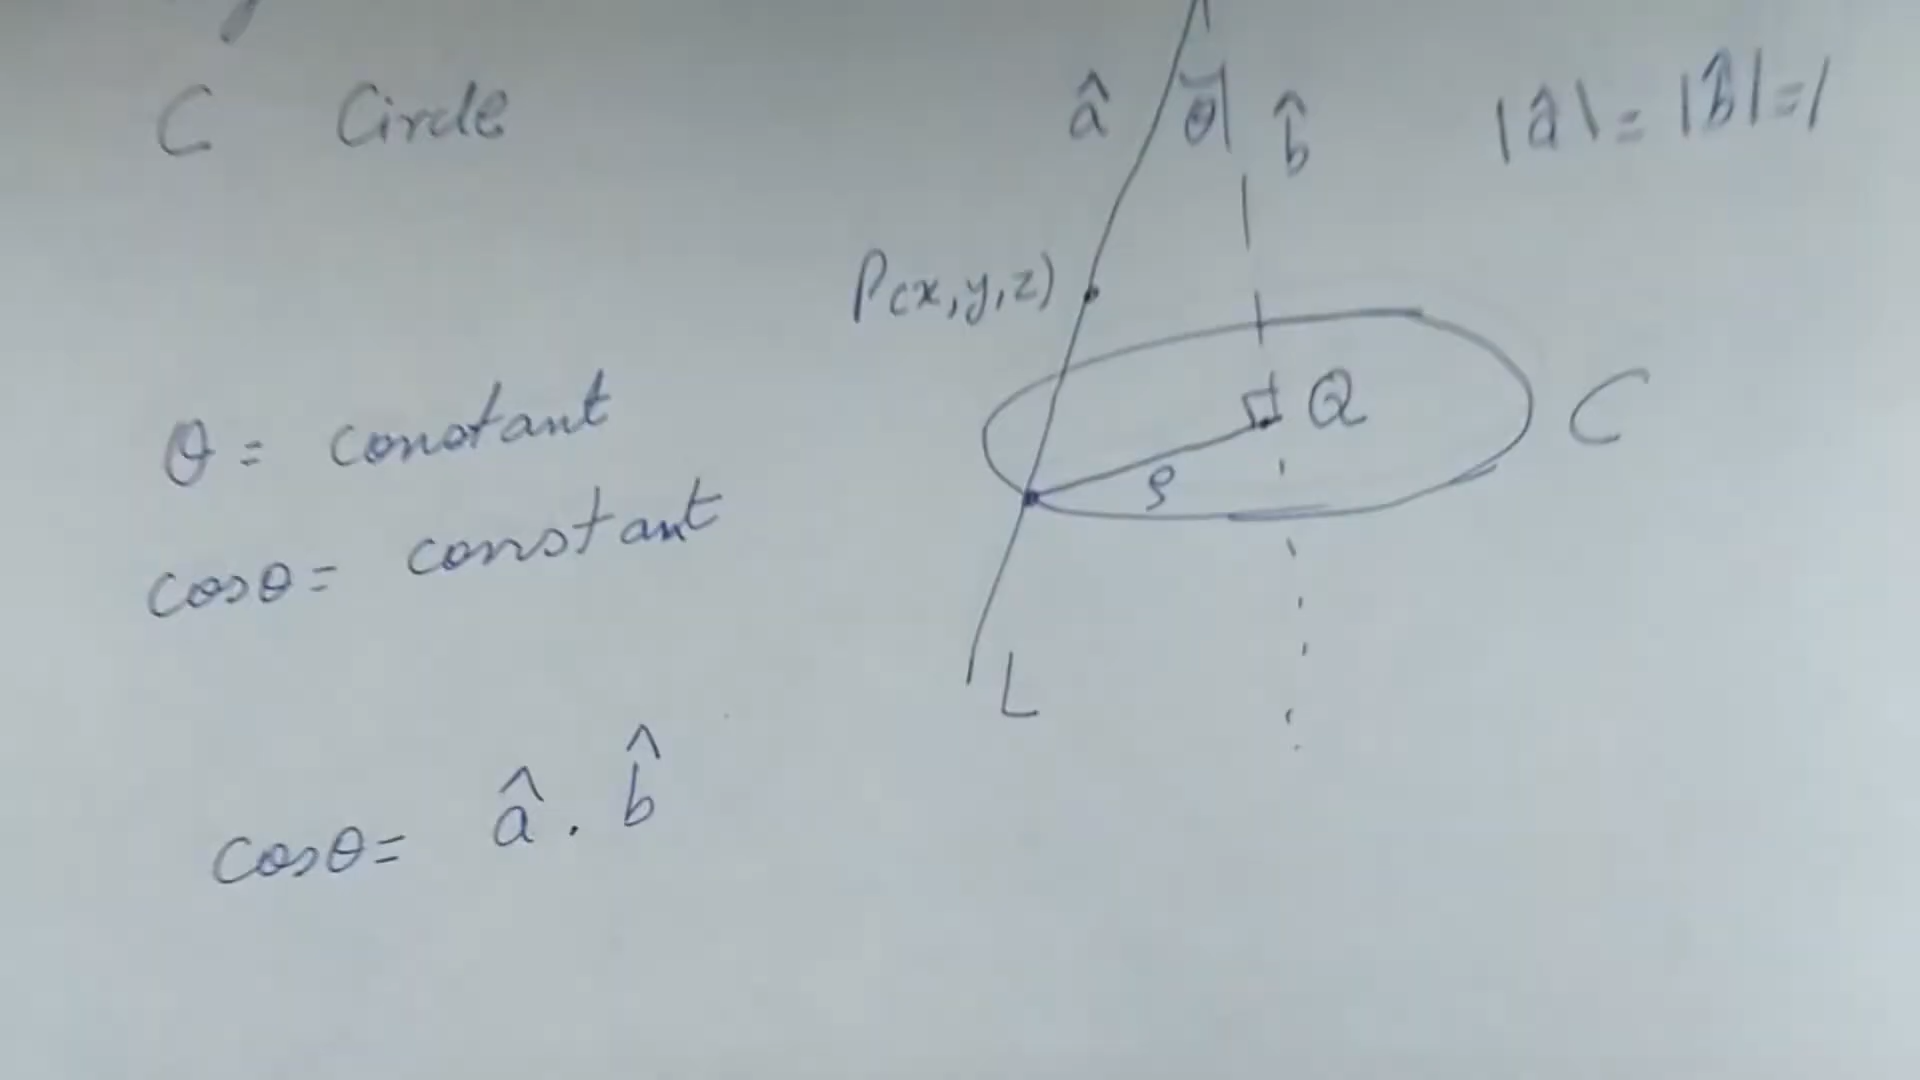 C Circle
â θ b̂ |â| = |b̂| = 1
P(x,y,z)
Q C
θ = constant
ρ
cosθ = constant
L
cosθ = â . b̂